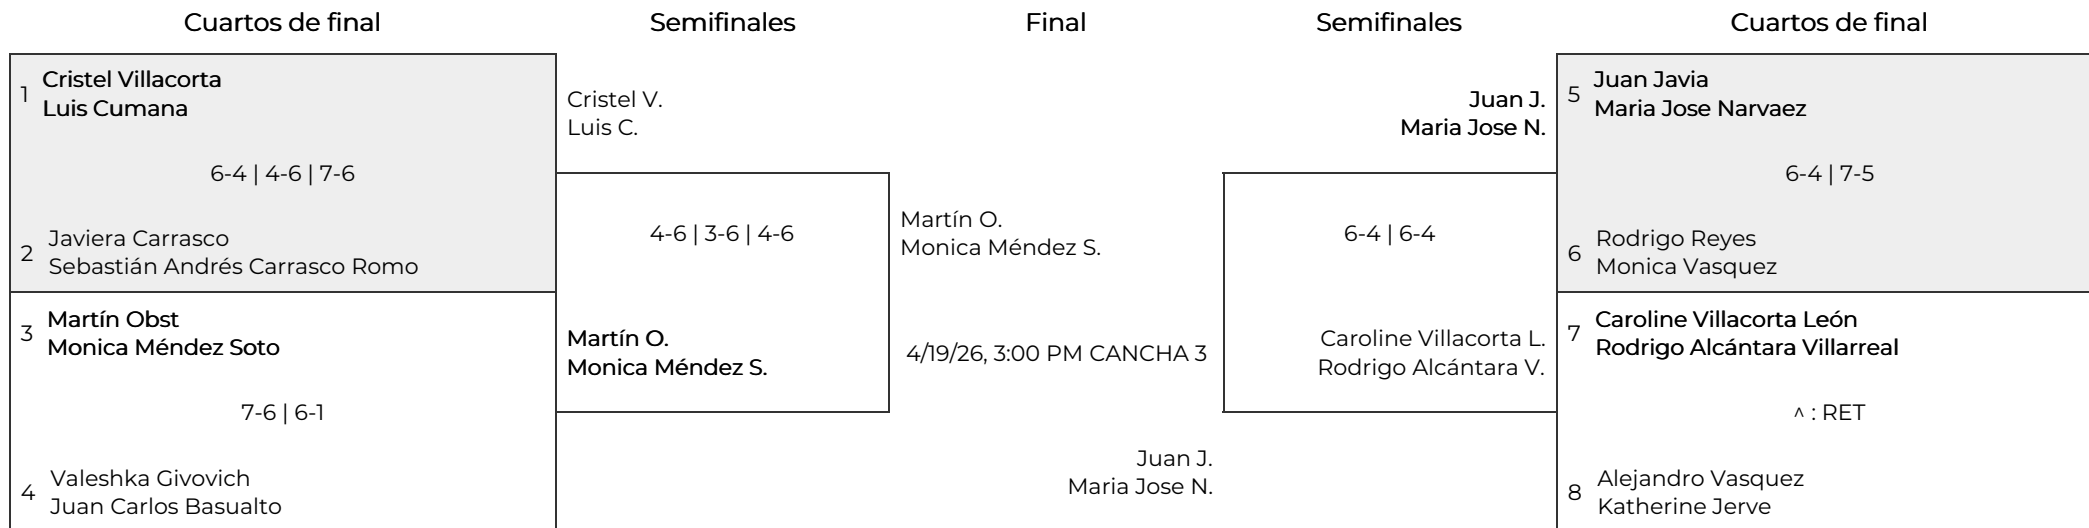 Cuartos de final
Semifinales
Final
Semifinales
Cuartos de final
1
Cristel Villacorta
Luis Cumana
6-4 | 4-6 | 7-6
2
Javiera Carrasco
Sebastián Andrés Carrasco Romo
3
Martín Obst
Monica Méndez Soto
7-6 | 6-1
4
Valeshka Givovich
Juan Carlos Basualto
Cristel V.
Luis C.
4-6 | 3-6 | 4-6
Martín O.
Monica Méndez S.
Martín O.
Monica Méndez S.
4/19/26, 3:00 PM CANCHA 3
Juan J.
Maria Jose N.
Juan J.
Maria Jose N.
6-4 | 6-4
Caroline Villacorta L.
Rodrigo Alcántara V.
5
Juan Javia
Maria Jose Narvaez
6-4 | 7-5
6
Rodrigo Reyes
Monica Vasquez
7
Caroline Villacorta León
Rodrigo Alcántara Villarreal
^ : RET
8
Alejandro Vasquez
Katherine Jerve